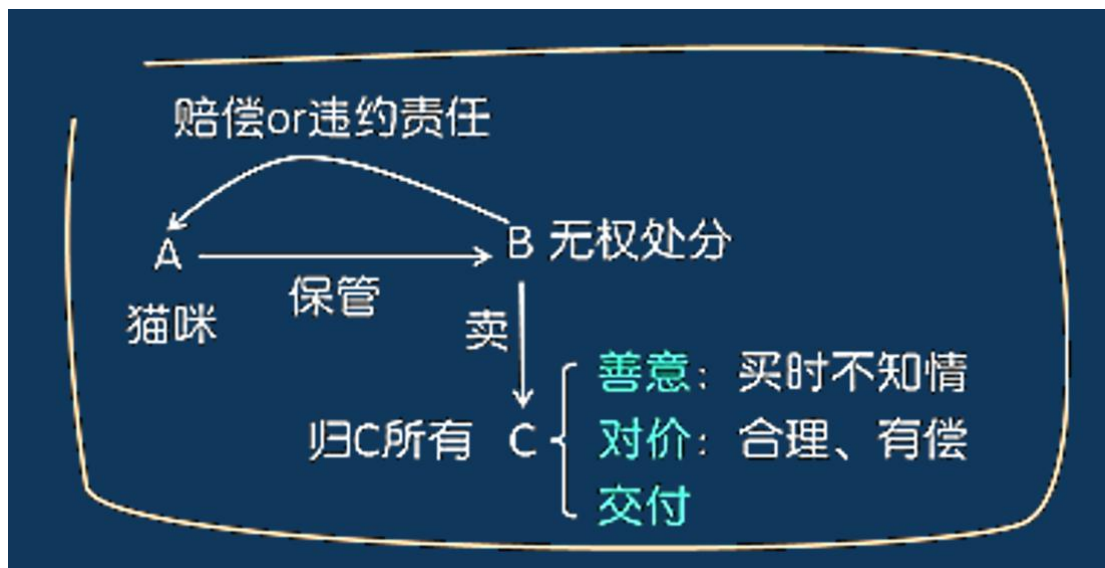 赔偿or违约责任
A
B 无权处分
保管
猫咪
卖
善意：买时不知情
归C所有 C
对价：合理、有偿
交付